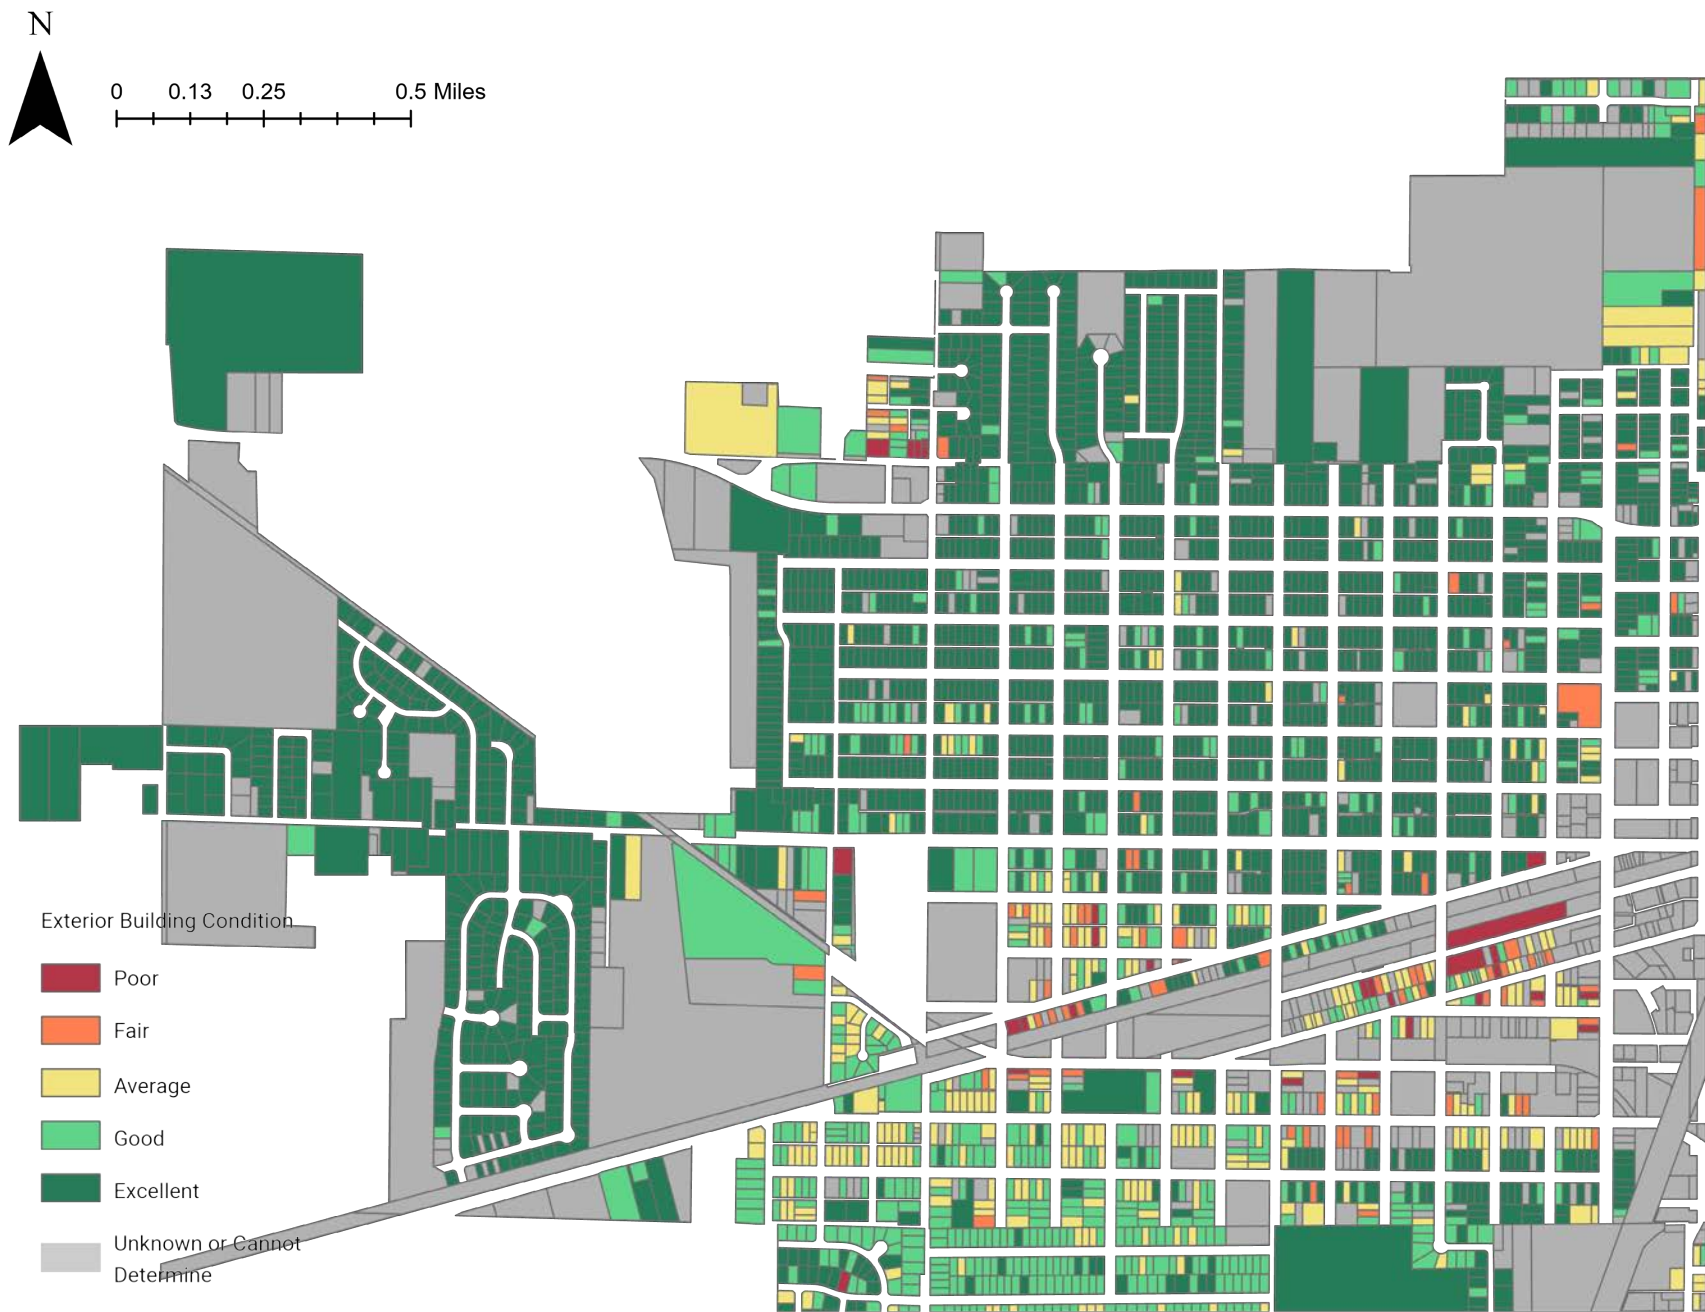 N
0 0.13 0.25 0.5 Miles
Exterior Building Condition
Poor
Fair
Average
Good
Excellent
Unknown or Cannot
Determine